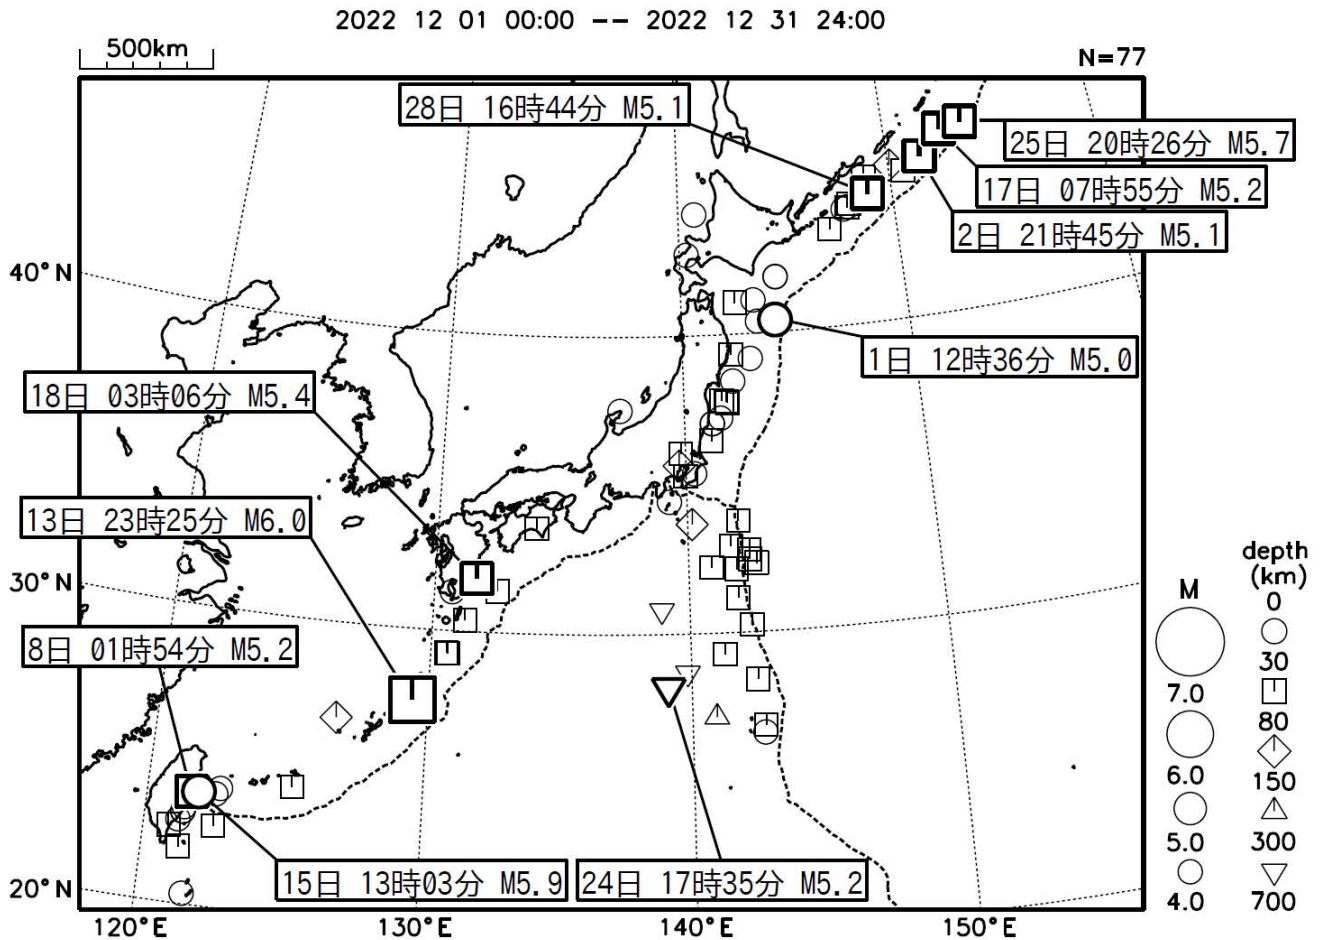 2022 12 01 00:00 -- 2022 12 31 24:00
500km
N=77
28日 16時44分 M5.1
25日 20時26分 M5.7
17日 07時55分 M5.2
2日 21時45分 M5.1
40°N
1日 12時36分 M5.0
18日 03時06分 M5.4
13日 23時25分 M6.0
30°N
8日 01時54分 M5.2
15日 13時03分 M5.9
24日 17時35分 M5.2
20°N
120°E
130°E
140°E
150°E
M
7.0
6.0
5.0
4.0
depth
(km)
0
30
80
150
300
700